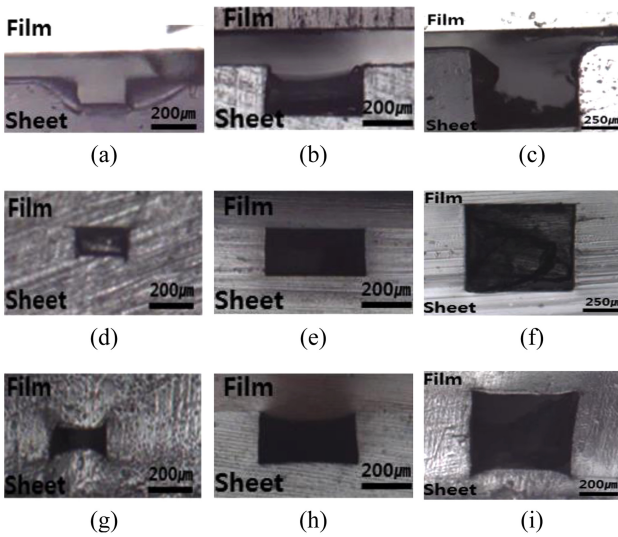 Film
Sheet 200μm
(a)
Film
Sheet 200μm
(b)
Film
Sheet 250μm
(c)
Film
Sheet 200μm
(d)
Film
Sheet 200μm
(e)
Film
Sheet 250μm
(f)
Film
Sheet 200μm
(g)
Film
Sheet 200μm
(h)
Film
Sheet 200μm
(i)